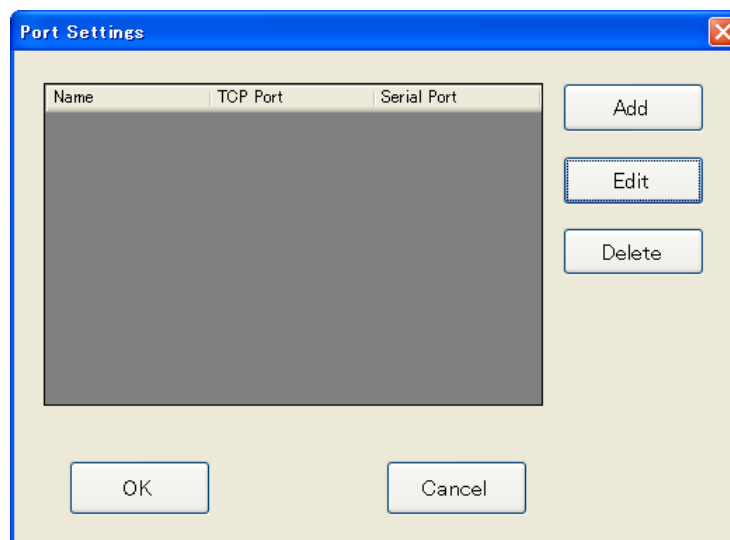 Port Settings
Name TCP Port Serial Port
Add
Edit
Delete
OK Cancel